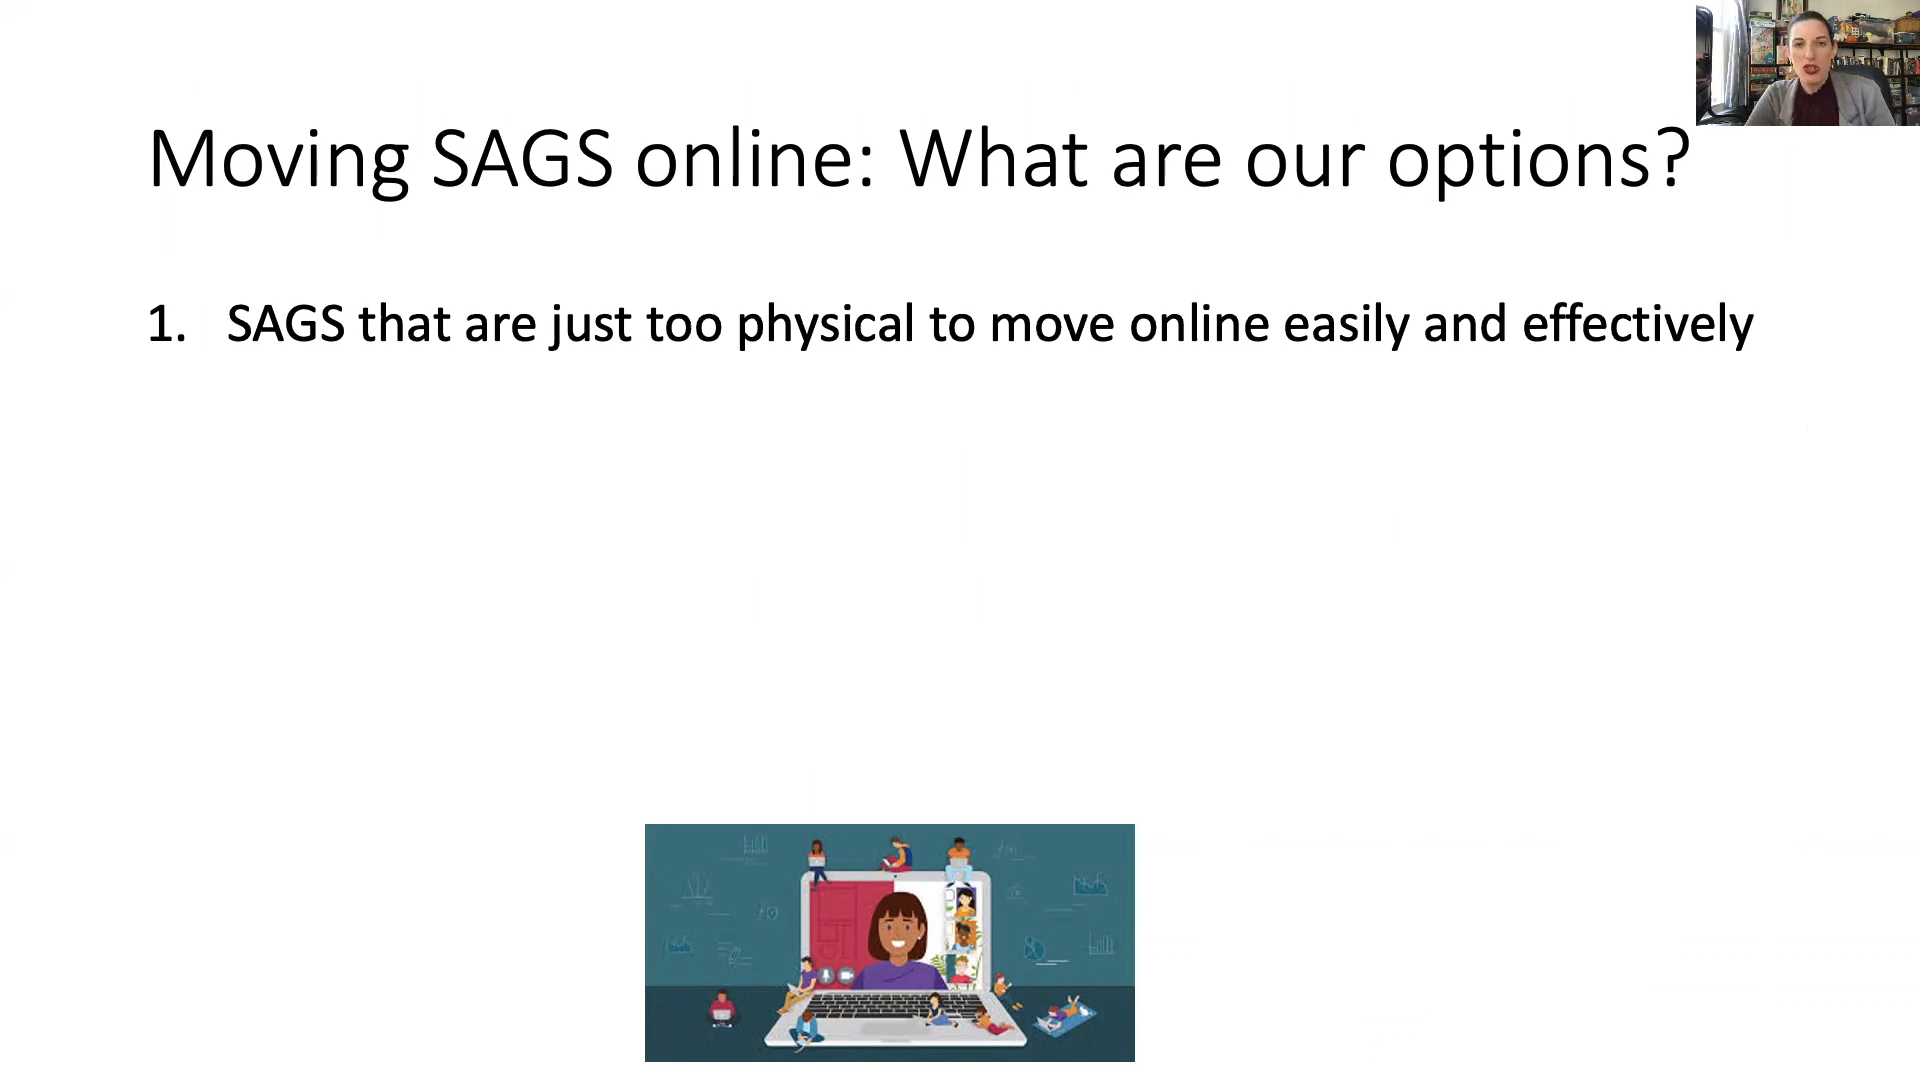 Moving SAGS online: What are our options?
1. SAGS that are just too physical to move online easily and effectively